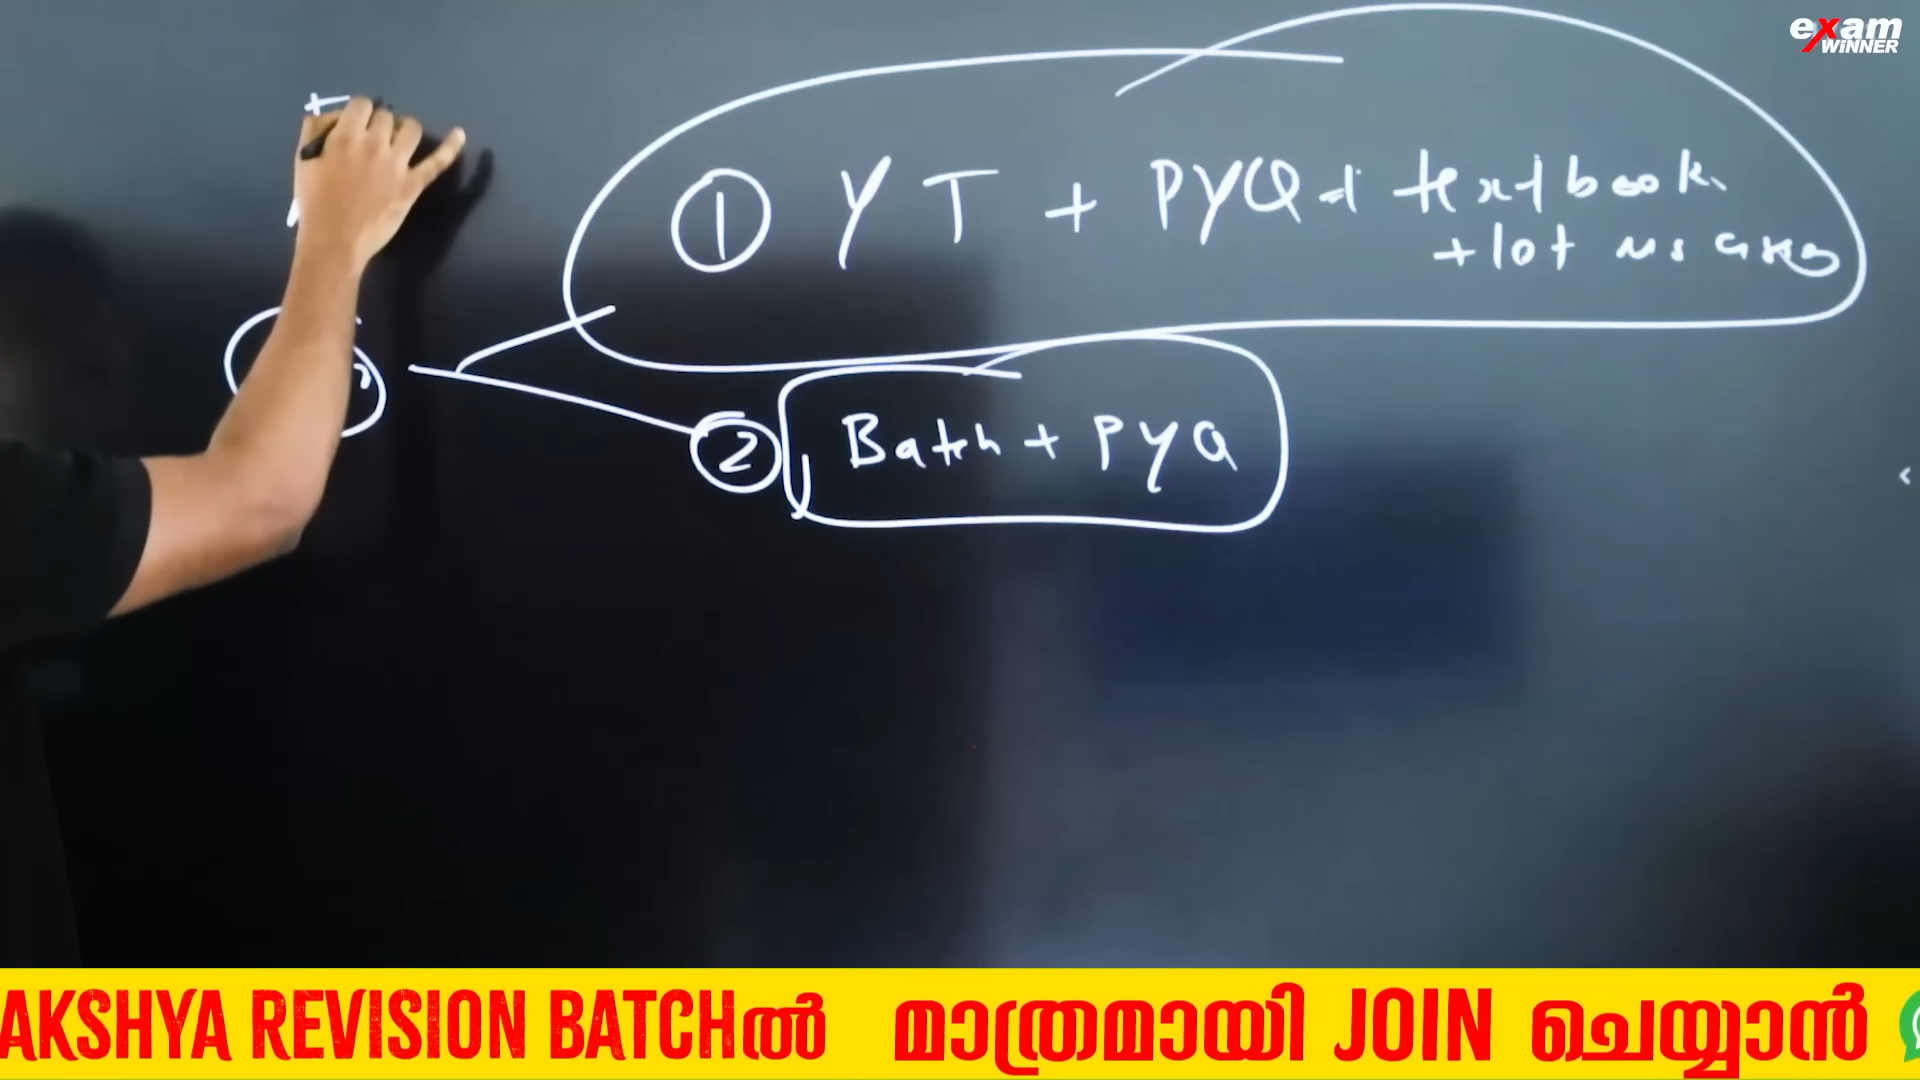 exam
WiNNER
① YT + PYQ + textbook
+ lot
② Batch + PYQ
AKSHYA REVISION BATCHൽ മാത്രമായി JOIN ചെയ്യാൻ